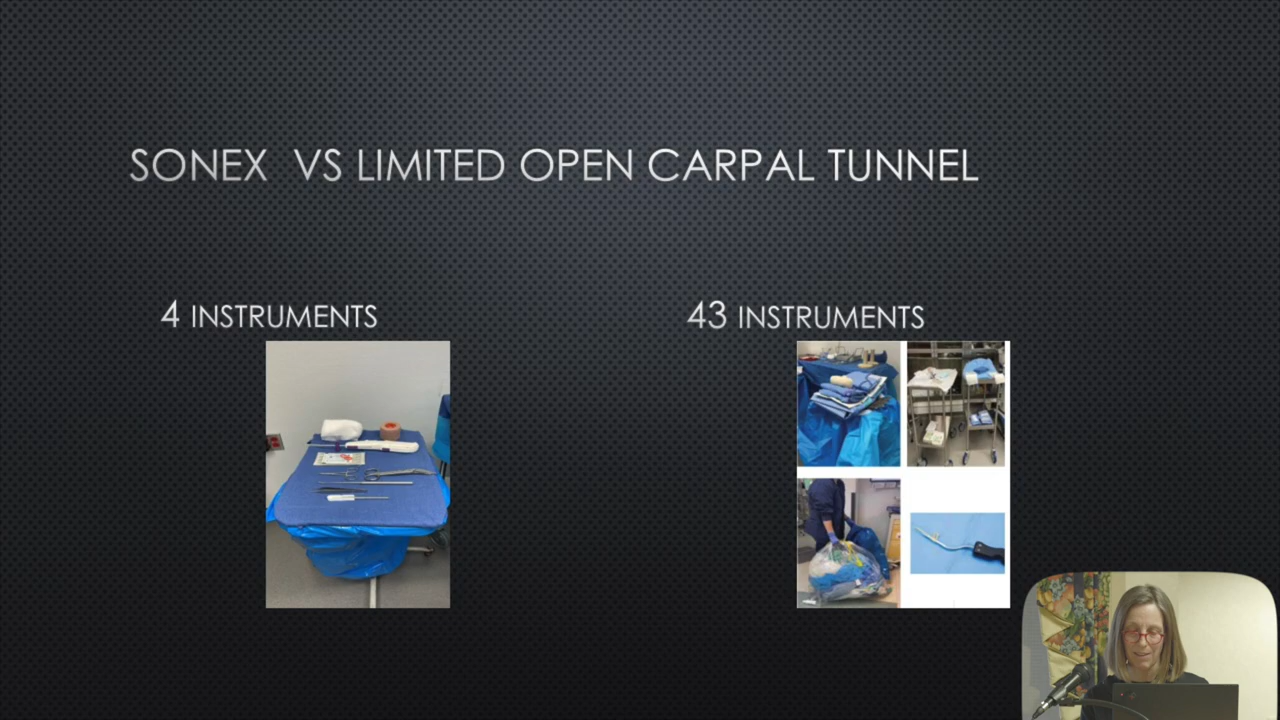 SONEX VS LIMITED OPEN CARPAL TUNNEL
4 INSTRUMENTS
43 INSTRUMENTS